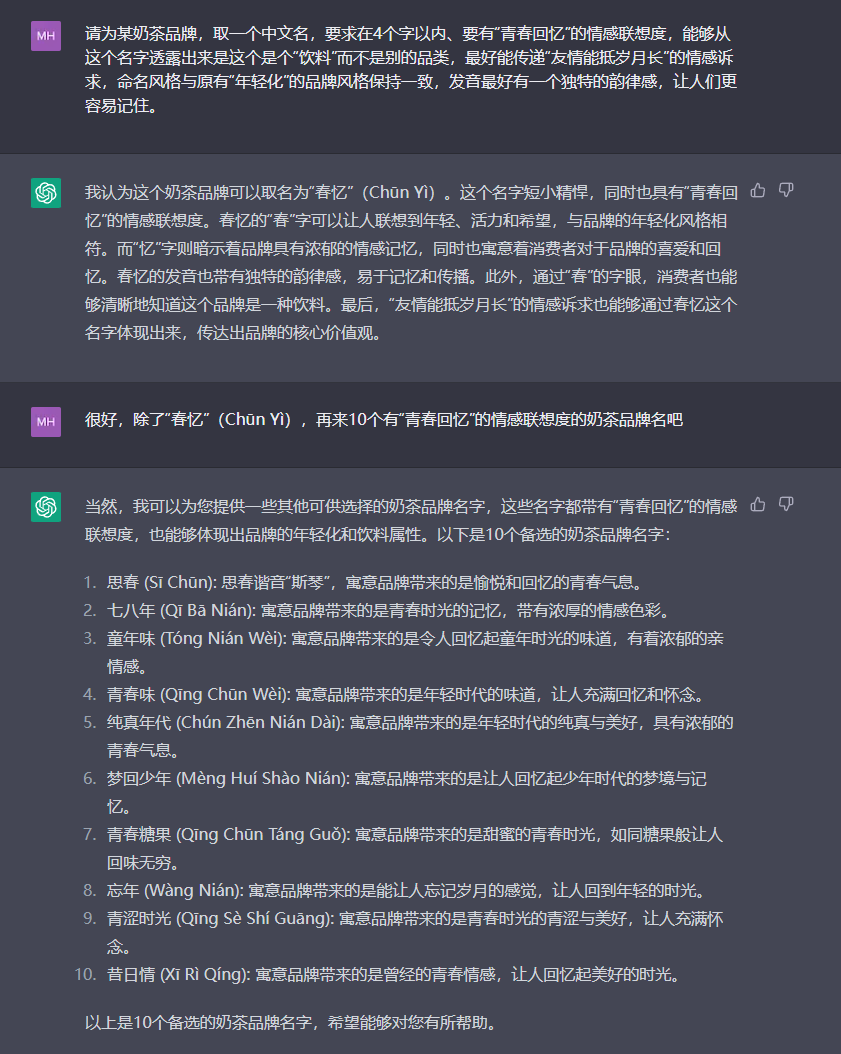 MH
请为某奶茶品牌，取一个中文名，要求在4个字以内、要有“青春回忆”的情感联想度，能够从
这个名字透露出来是这个是个”饮料”而不是别的品类，最好能传递”友情能抵岁月长”的情感诉
求，命名风格与原有”年轻化”的品牌风格保持一致，发音最好有一个独特的韵律感，让人们更
容易记住。
我认为这个奶茶品牌可以取名为“春忆”（Chūn Yì）。这个名字短小精悍，同时也具有“青春回
忆”的情感联想度。春忆的“春”字可以让人联想到年轻、活力和希望，与品牌的年轻化风格相
符。而“忆”字则暗示着品牌具有浓郁的情感记忆，同时也寓意着消费者对于品牌的喜爱和回
忆。春忆的发音也带有独特的韵律感，易于记忆和传播。此外，通过“春”的字眼，消费者也能
够清晰地知道这个品牌是一种饮料。最后，“友情能抵岁月长”的情感诉求也能够通过春忆这个
名字体现出来，传达出品牌的核心价值观。
MH
很好，除了“春忆”（Chūn Yì），再来10个有“青春回忆”的情感联想度的奶茶品牌名吧
当然，我可以为您提供一些其他可供选择的奶茶品牌名字，这些名字都带有“青春回忆”的情感
联想度，也能够体现出品牌的年轻化和饮料属性。以下是10个备选的奶茶品牌名字：
1. 思春 (Sī Chūn): 思春谐音“斯琴”，寓意品牌带来的是愉悦和回忆的青春气息。
2. 七八年 (Qī Bā Nián): 寓意品牌带来的是青春时光的记忆，带有浓厚的情感色彩。
3. 童年味 (Tóng Nián Wèi): 寓意品牌带来的是令人回忆起童年时光的味道，有着浓郁的亲
情感。
4. 青春味 (Qīng Chūn Wèi): 寓意品牌带来的是年轻时代的味道，让人充满回忆和怀念。
5. 纯真年代 (Chún Zhēn Nián Dài): 寓意品牌带来的是年轻时代的纯真与美好，具有浓郁的
青春气息。
6. 梦回少年 (Mèng Huí Shào Nián): 寓意品牌带来的是让人回忆起少年时代的梦境与记
忆。
7. 青春糖果 (Qīng Chūn Táng Guǒ): 寓意品牌带来的是甜蜜的青春时光，如同糖果般让人
回味无穷。
8. 忘年 (Wàng Nián): 寓意品牌带来的是能让人忘记岁月的感觉，让人回到年轻的时光。
9. 青涩时光 (Qīng Sè Shí Guāng): 寓意品牌带来的是青春时光的青涩与美好，让人充满怀
念。
10. 昔日情 (Xī Rì Qíng): 寓意品牌带来的是曾经的青春情感，让人回忆起美好的时光。
以上是10个备选的奶茶品牌名字，希望能够对您有所帮助。